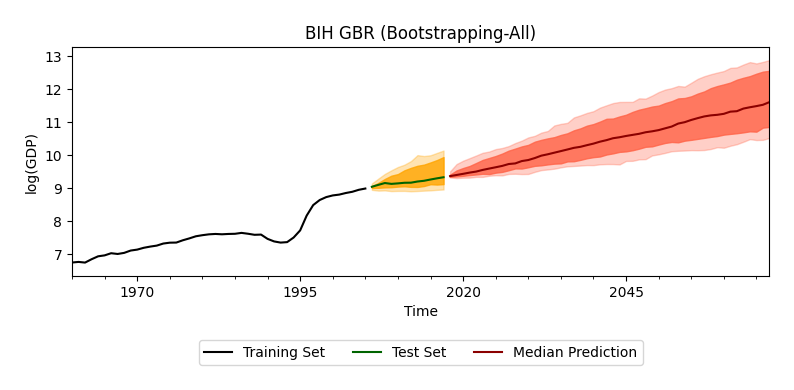 BIH GBR (Bootstrapping-All)
log(GDP)
13
12
11
10
9
8
7
1970 1995 2020 2045
Time
Training Set Test Set Median Prediction